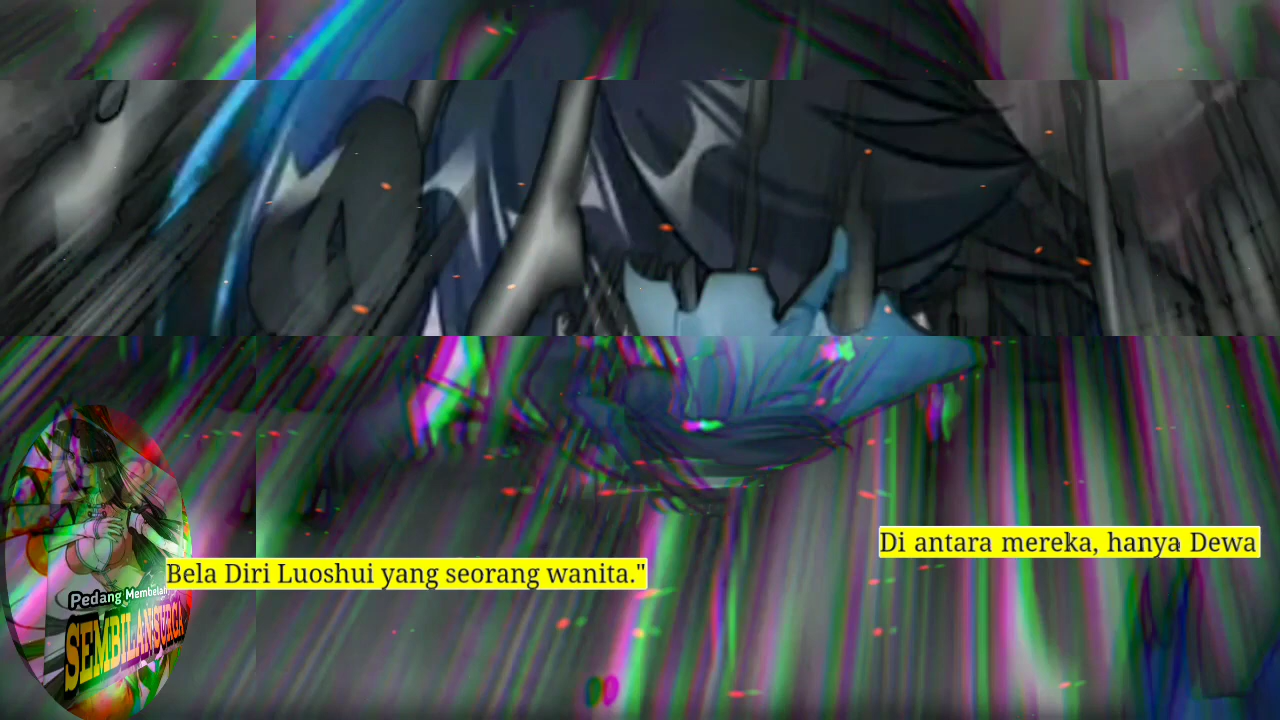 Di antara mereka, hanya Dewa
Bela Diri Luoshui yang seorang wanita."
Pedang Membelah
SEMBILAN SURGA